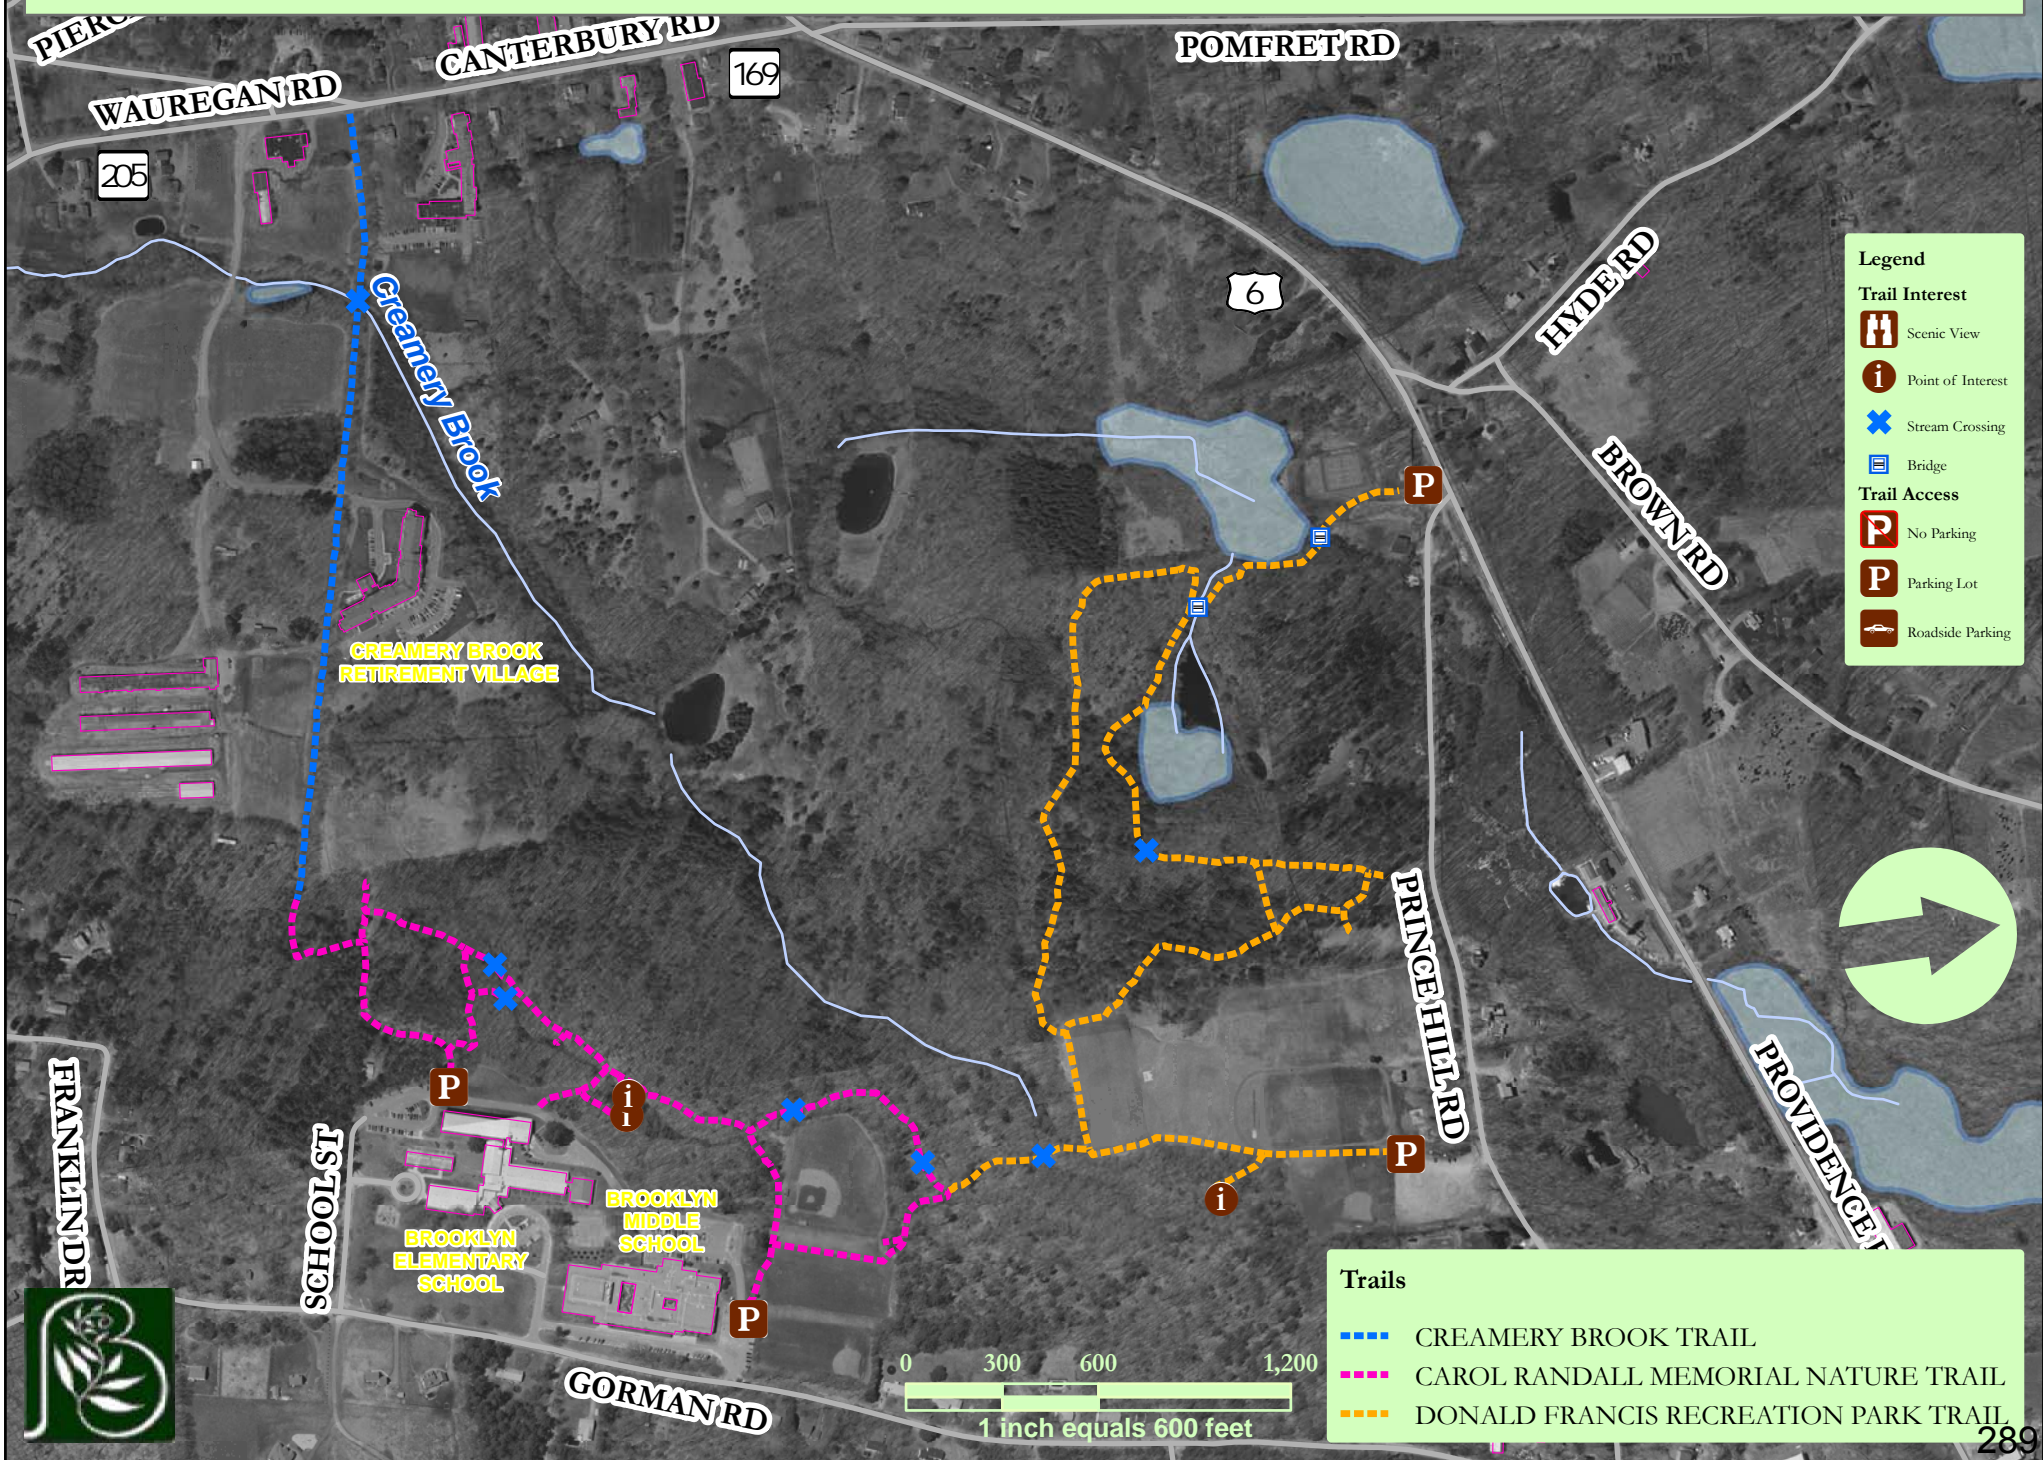 PIERC
WAUREGAN RD
CANTERBURY RD
169
POMFRET RD
205
6
HYDE RD
BROWN RD
Creamery Brook
Legend
Trail Interest
Scenic View
i
Point of Interest
Stream Crossing
Bridge
Trail Access
P
No Parking
P
Parking Lot
Roadside Parking
P
CREAMERY BROOK
RETIREMENT VILLAGE
PRINCE HILL RD
PROVIDENCE
FRANKLIN DR
SCHOOL ST
P
i
i
P
i
BROOKLYN
MIDDLE
SCHOOL
BROOKLYN
ELEMENTARY
SCHOOL
P
GORMAN RD
0 300 600 1,200
1 inch equals 600 feet
Trails
CREAMERY BROOK TRAIL
CAROL RANDALL MEMORIAL NATURE TRAIL
DONALD FRANCIS RECREATION PARK TRAIL
289